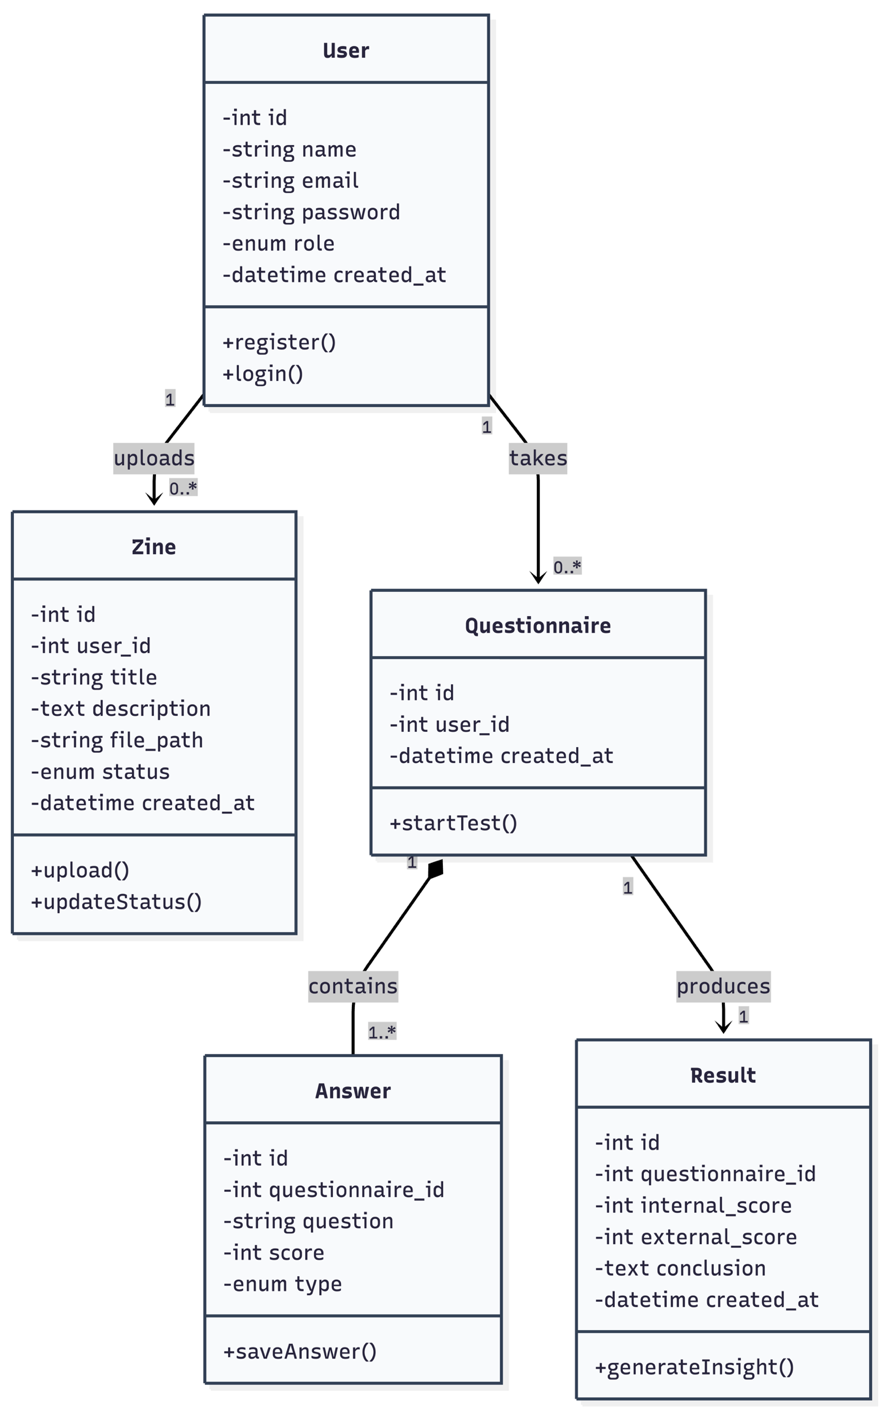 User
-int id
-string name
-string email
-string password
-enum role
-datetime created_at
+register()
+login()
1
1
uploads
takes
0..*
0..*
Zine
-int id
-int user_id
-string title
-text description
-string file_path
-enum status
-datetime created_at
+upload()
+updateStatus()
Questionnaire
-int id
-int user_id
-datetime created_at
+startTest()
1
1
contains
produces
1..*
1
Answer
-int id
-int questionnaire_id
-string question
-int score
-enum type
+saveAnswer()
Result
-int id
-int questionnaire_id
-int internal_score
-int external_score
-text conclusion
-datetime created_at
+generateInsight()